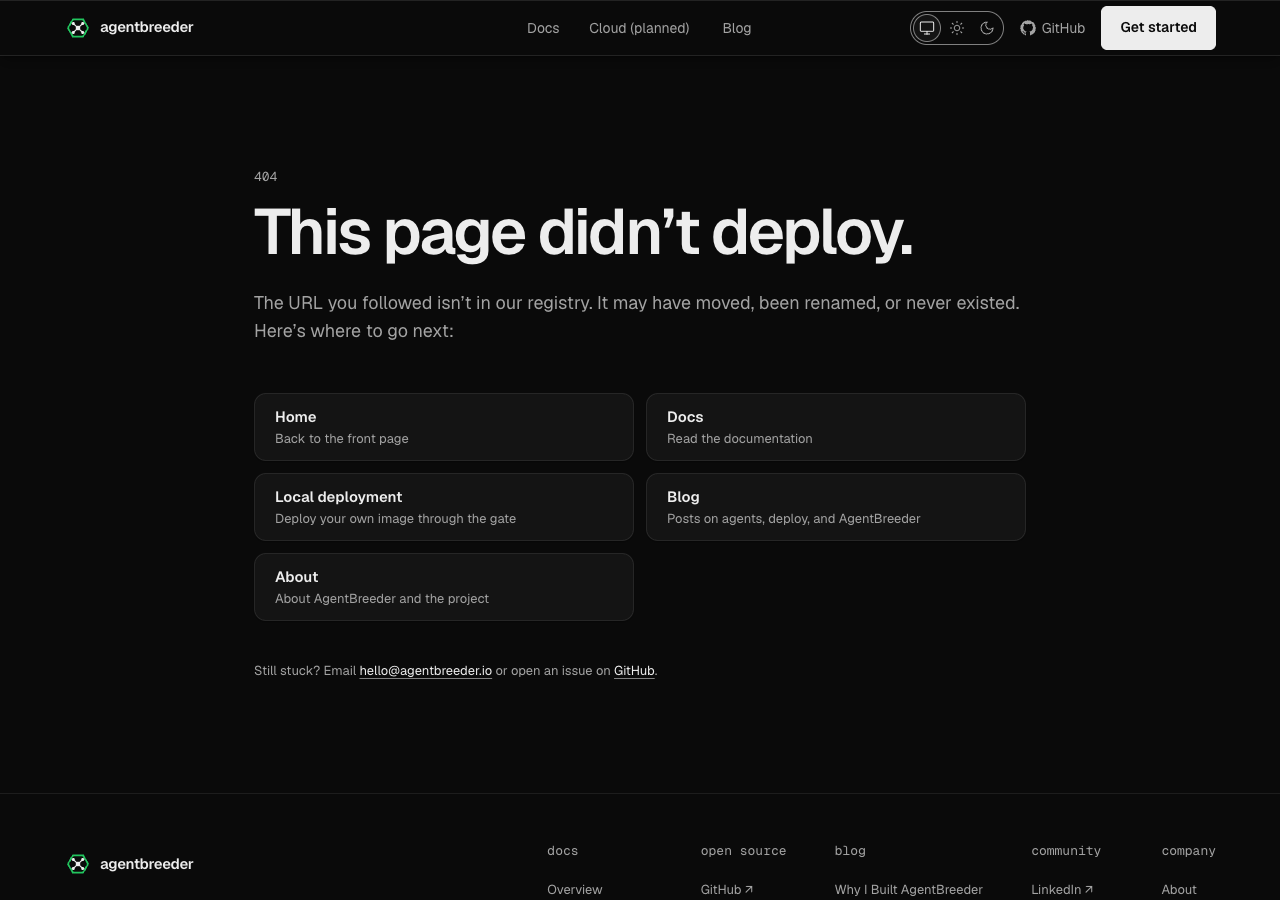 agentbreeder
Docs
Cloud (planned)
Blog
GitHub
Get started
404
This page didn’t deploy.
The URL you followed isn’t in our registry. It may have moved, been renamed, or never existed.
Here’s where to go next:
Home
Back to the front page
Docs
Read the documentation
Local deployment
Deploy your own image through the gate
Blog
Posts on agents, deploy, and AgentBreeder
About
About AgentBreeder and the project
Still stuck? Email hello@agentbreeder.io or open an issue on GitHub.
agentbreeder
docs
Overview
open source
GitHub ↗
blog
Why I Built AgentBreeder
community
LinkedIn ↗
company
About